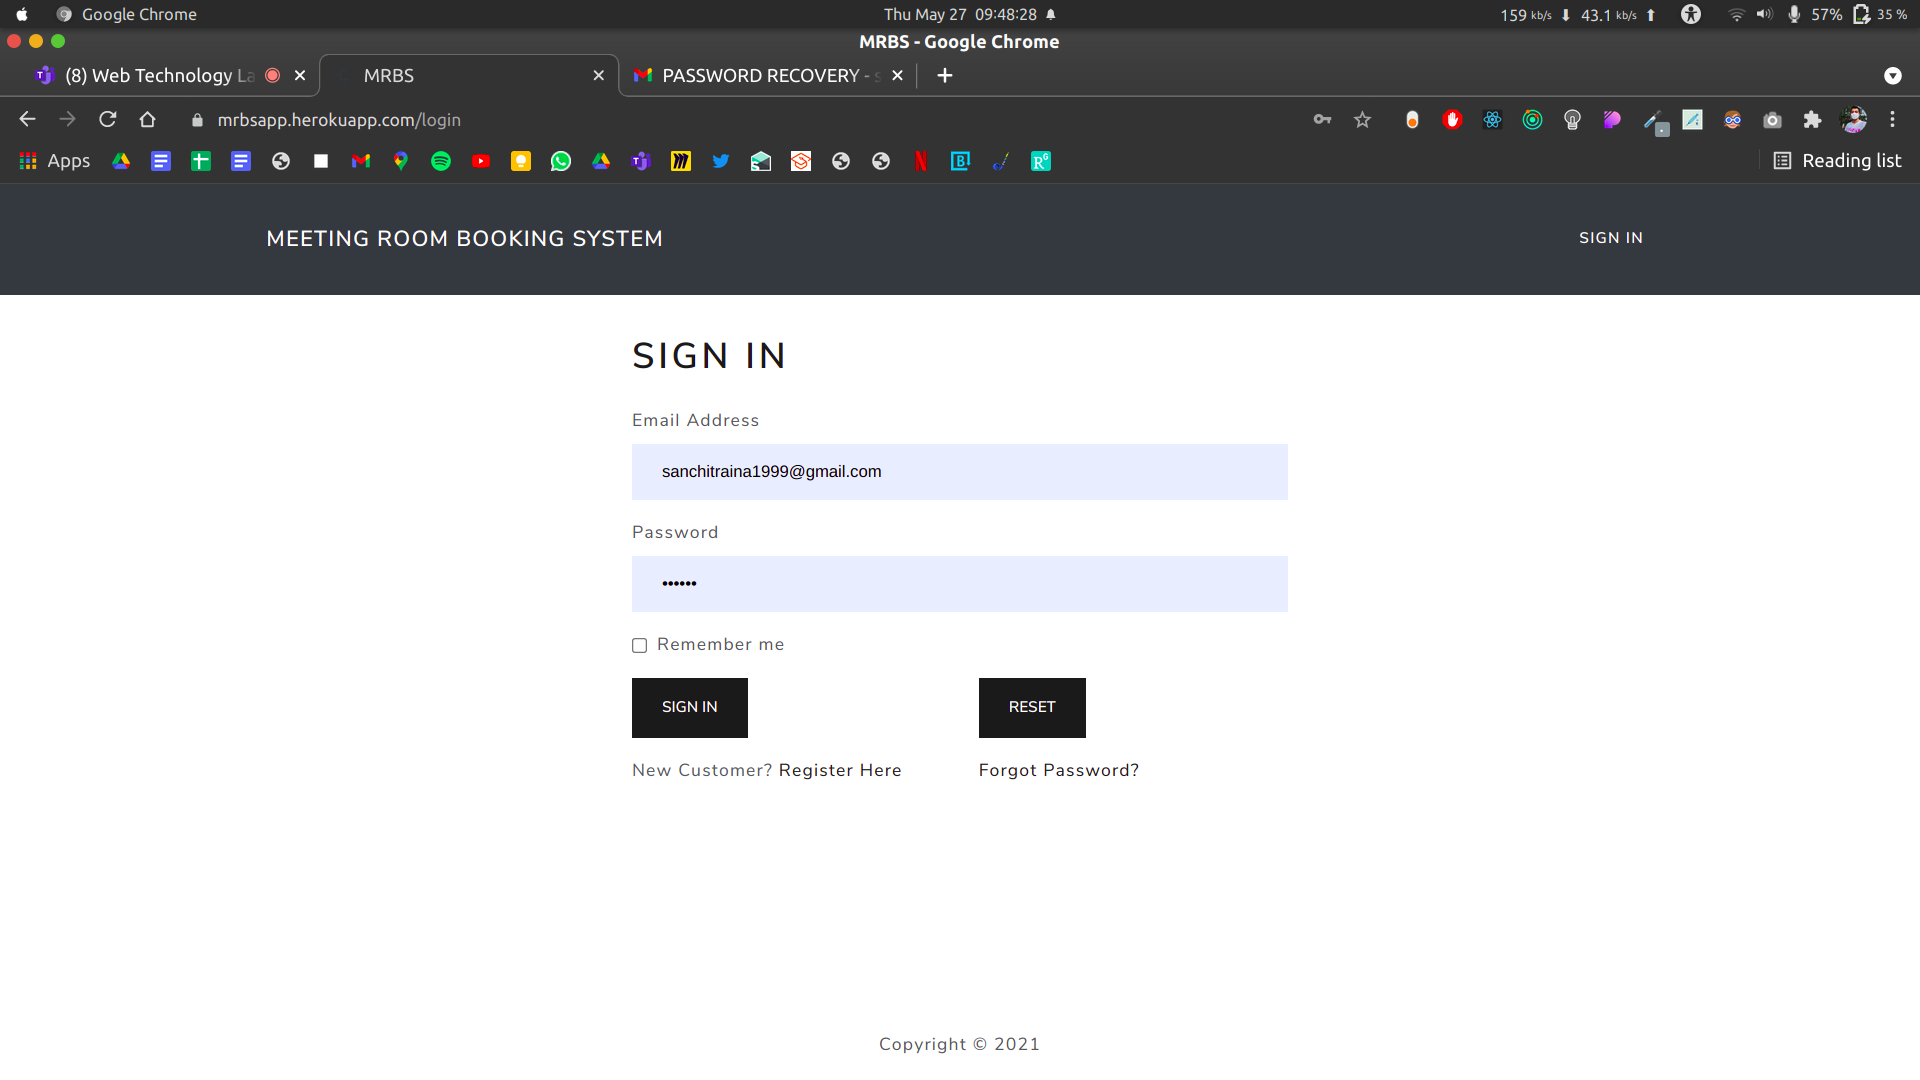 Google Chrome
Thu May 27 09:48:28
159 kb/s 43.1 kb/s 57% 35 %
MRBS - Google Chrome
(8) Web Technology La
MRBS
PASSWORD RECOVERY - s
mrbsapp.herokuapp.com/login
Apps
Reading list
MEETING ROOM BOOKING SYSTEM
SIGN IN
SIGN IN
Email Address
sanchitraina1999@gmail.com
Password
••••••
Remember me
SIGN IN
RESET
New Customer? Register Here
Forgot Password?
Copyright © 2021